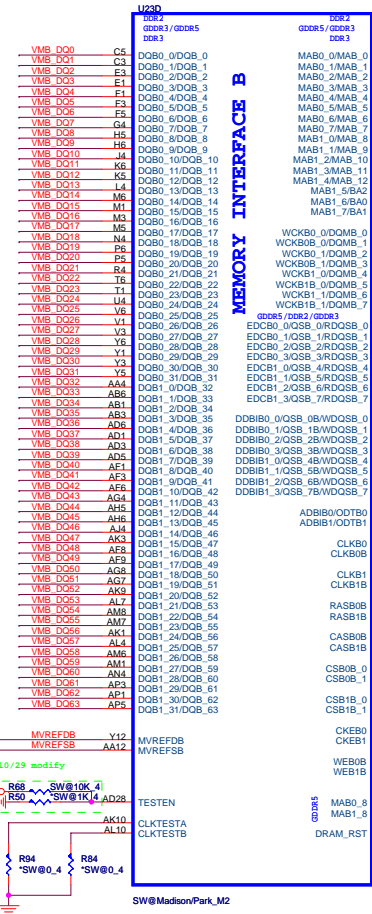 U23D
DDR2
GDDR3/GDDR5
DDR3
VMB_DQ0 C5 DQB0_0/DQB_0
VMB_DQ1 C3 DQB0_1/DQB_1
VMB_DQ2 E3 DQB0_2/DQB_2
VMB_DQ3 E1 DQB0_3/DQB_3
VMB_DQ4 F1 DQB0_4/DQB_4
VMB_DQ5 F3 DQB0_5/DQB_5
VMB_DQ6 F5 DQB0_6/DQB_6
VMB_DQ7 G4 DQB0_7/DQB_7
VMB_DQ8 H5 DQB0_8/DQB_8
VMB_DQ9 H6 DQB0_9/DQB_9
VMB_DQ10 J4 DQB0_10/DQB_10
VMB_DQ11 K6 DQB0_11/DQB_11
VMB_DQ12 K5 DQB0_12/DQB_12
VMB_DQ13 L4 DQB0_13/DQB_13
VMB_DQ14 M6 DQB0_14/DQB_14
VMB_DQ15 M1 DQB0_15/DQB_15
VMB_DQ16 M3 DQB0_16/DQB_16
VMB_DQ17 M5 DQB0_17/DQB_17
VMB_DQ18 N4 DQB0_18/DQB_18
VMB_DQ19 P6 DQB0_19/DQB_19
VMB_DQ20 P5 DQB0_20/DQB_20
VMB_DQ21 R4 DQB0_21/DQB_21
VMB_DQ22 T6 DQB0_22/DQB_22
VMB_DQ23 T1 DQB0_23/DQB_23
VMB_DQ24 U4 DQB0_24/DQB_24
VMB_DQ25 V6 DQB0_25/DQB_25
VMB_DQ26 V1 DQB0_26/DQB_26
VMB_DQ27 V3 DQB0_27/DQB_27
VMB_DQ28 Y6 DQB0_28/DQB_28
VMB_DQ29 Y1 DQB0_29/DQB_29
VMB_DQ30 Y3 DQB0_30/DQB_30
VMB_DQ31 Y5 DQB0_31/DQB_31
VMB_DQ32 AA4 DQB1_0/DQB_32
VMB_DQ33 AB6 DQB1_1/DQB_33
VMB_DQ34 AB1 DQB1_2/DQB_34
VMB_DQ35 AB3 DQB1_3/DQB_35
VMB_DQ36 AD6 DQB1_4/DQB_36
VMB_DQ37 AD1 DQB1_5/DQB_37
VMB_DQ38 AD3 DQB1_6/DQB_38
VMB_DQ39 AD5 DQB1_7/DQB_39
VMB_DQ40 AF1 DQB1_8/DQB_40
VMB_DQ41 AF3 DQB1_9/DQB_41
VMB_DQ42 AF6 DQB1_10/DQB_42
VMB_DQ43 AG4 DQB1_11/DQB_43
VMB_DQ44 AH5 DQB1_12/DQB_44
VMB_DQ45 AH6 DQB1_13/DQB_45
VMB_DQ46 AJ4 DQB1_14/DQB_46
VMB_DQ47 AK3 DQB1_15/DQB_47
VMB_DQ48 AF8 DQB1_16/DQB_48
VMB_DQ49 AF9 DQB1_17/DQB_49
VMB_DQ50 AG8 DQB1_18/DQB_50
VMB_DQ51 AG7 DQB1_19/DQB_51
VMB_DQ52 AK9 DQB1_20/DQB_52
VMB_DQ53 AL7 DQB1_21/DQB_53
VMB_DQ54 AM8 DQB1_22/DQB_54
VMB_DQ55 AM7 DQB1_23/DQB_55
VMB_DQ56 AK1 DQB1_24/DQB_56
VMB_DQ57 AL4 DQB1_25/DQB_57
VMB_DQ58 AM6 DQB1_26/DQB_58
VMB_DQ59 AM1 DQB1_27/DQB_59
VMB_DQ60 AN4 DQB1_28/DQB_60
VMB_DQ61 AP3 DQB1_29/DQB_61
VMB_DQ62 AP1 DQB1_30/DQB_62
VMB_DQ63 AP5 DQB1_31/DQB_63
MVREFDB Y12 MVREFDB
MVREFSB AA12 MVREFSB
10/29 modify
R68 SW@10K_4
R50 *SW@1K_4 AD28 TESTEN
AK10 CLKTESTA
AL10 CLKTESTB
R94 *SW@0_4
R84 *SW@0_4
MEMORY INTERFACE B
DDR2
GDDR5/GDDR3
DDR3
MAB0_0/MAB_0
MAB0_1/MAB_1
MAB0_2/MAB_2
MAB0_3/MAB_3
MAB0_4/MAB_4
MAB0_5/MAB_5
MAB0_6/MAB_6
MAB0_7/MAB_7
MAB1_0/MAB_8
MAB1_1/MAB_9
MAB1_2/MAB_10
MAB1_3/MAB_11
MAB1_4/MAB_12
MAB1_5/BA2
MAB1_6/BA0
MAB1_7/BA1
WCKB0_0/DQMB_0
WCKB0B_0/DQMB_1
WCKB0_1/DQMB_2
WCKB0B_1/DQMB_3
WCKB1_0/DQMB_4
WCKB1B_0/DQMB_5
WCKB1_1/DQMB_6
WCKB1B_1/DQMB_7
GDDR5/DDR2/GDDR3
EDCB0_0/QSB_0/RDQSB_0
EDCB0_1/QSB_1/RDQSB_1
EDCB0_2/QSB_2/RDQSB_2
EDCB0_3/QSB_3/RDQSB_3
EDCB1_0/QSB_4/RDQSB_4
EDCB1_1/QSB_5/RDQSB_5
EDCB1_2/QSB_6/RDQSB_6
EDCB1_3/QSB_7/RDQSB_7
DDBIB0_0/QSB_0B/WDQSB_0
DDBIB0_1/QSB_1B/WDQSB_1
DDBIB0_2/QSB_2B/WDQSB_2
DDBIB0_3/QSB_3B/WDQSB_3
DDBIB1_0/QSB_4B/WDQSB_4
DDBIB1_1/QSB_5B/WDQSB_5
DDBIB1_2/QSB_6B/WDQSB_6
DDBIB1_3/QSB_7B/WDQSB_7
ADBIB0/ODTB0
ADBIB1/ODTB1
CLKB0
CLKB0B
CLKB1
CLKB1B
RASB0B
RASB1B
CASB0B
CASB1B
CSB0B_0
CSB0B_1
CSB1B_0
CSB1B_1
CKEB0
CKEB1
WEB0B
WEB1B
GDDR5
MAB0_8
MAB1_8
DRAM_RST
SW@Madison/Park_M2